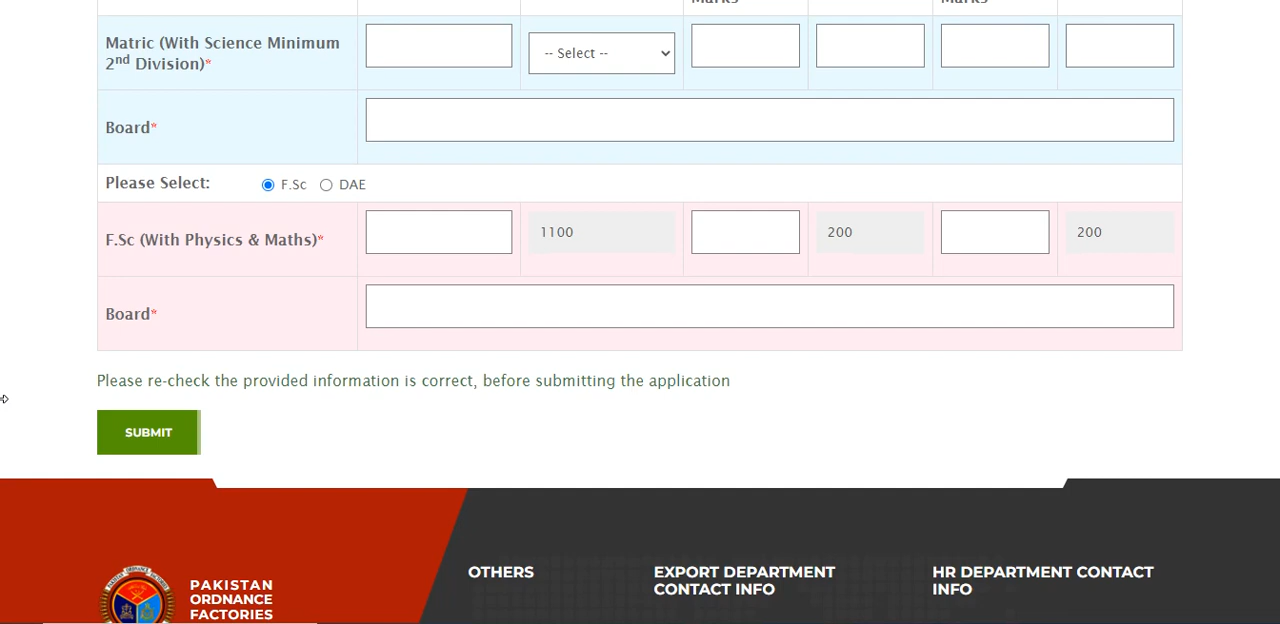 Matric (With Science Minimum
2nd Division)*
-- Select --
Board*
Please Select:
F.Sc
DAE
F.Sc (With Physics & Maths)*
1100
200
200
Board*
Please re-check the provided information is correct, before submitting the application
SUBMIT
PAKISTAN
ORDNANCE
FACTORIES
OTHERS
EXPORT DEPARTMENT
CONTACT INFO
HR DEPARTMENT CONTACT
INFO